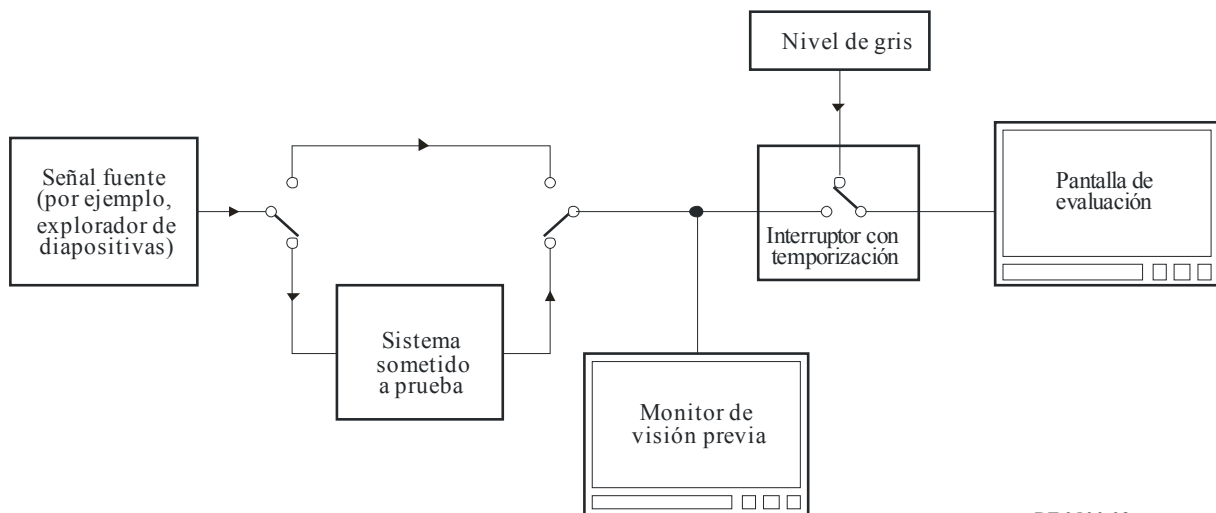 Nivel de gris
Señal fuente
(por ejemplo,
explorador de
diapositivas)
Pantalla de
evaluación
Interruptor con
temporización
Sistema
sometido
a prueba
Monitor de
visión previa